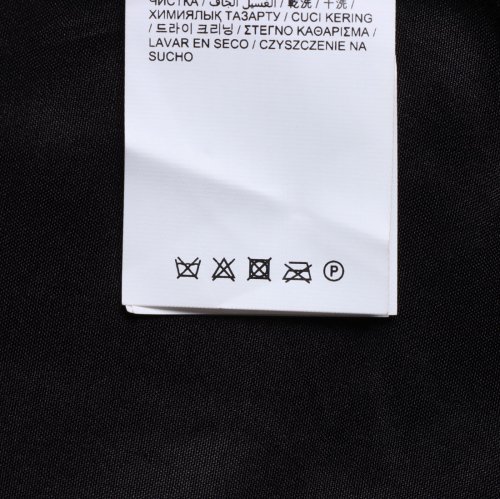 ЧИСТКА / الغسيل الجاف / 乾洗 / 干洗 /
ХИМИЯЛЫҚ ТАЗАРТУ / CUCI KERING
/ 드라이 크리닝 / ΣΤΕΓΝΟ ΚΑΘΑΡΙΣΜΑ /
LAVAR EN SECO / CZYSZCZENIE NA
SUCHO
P